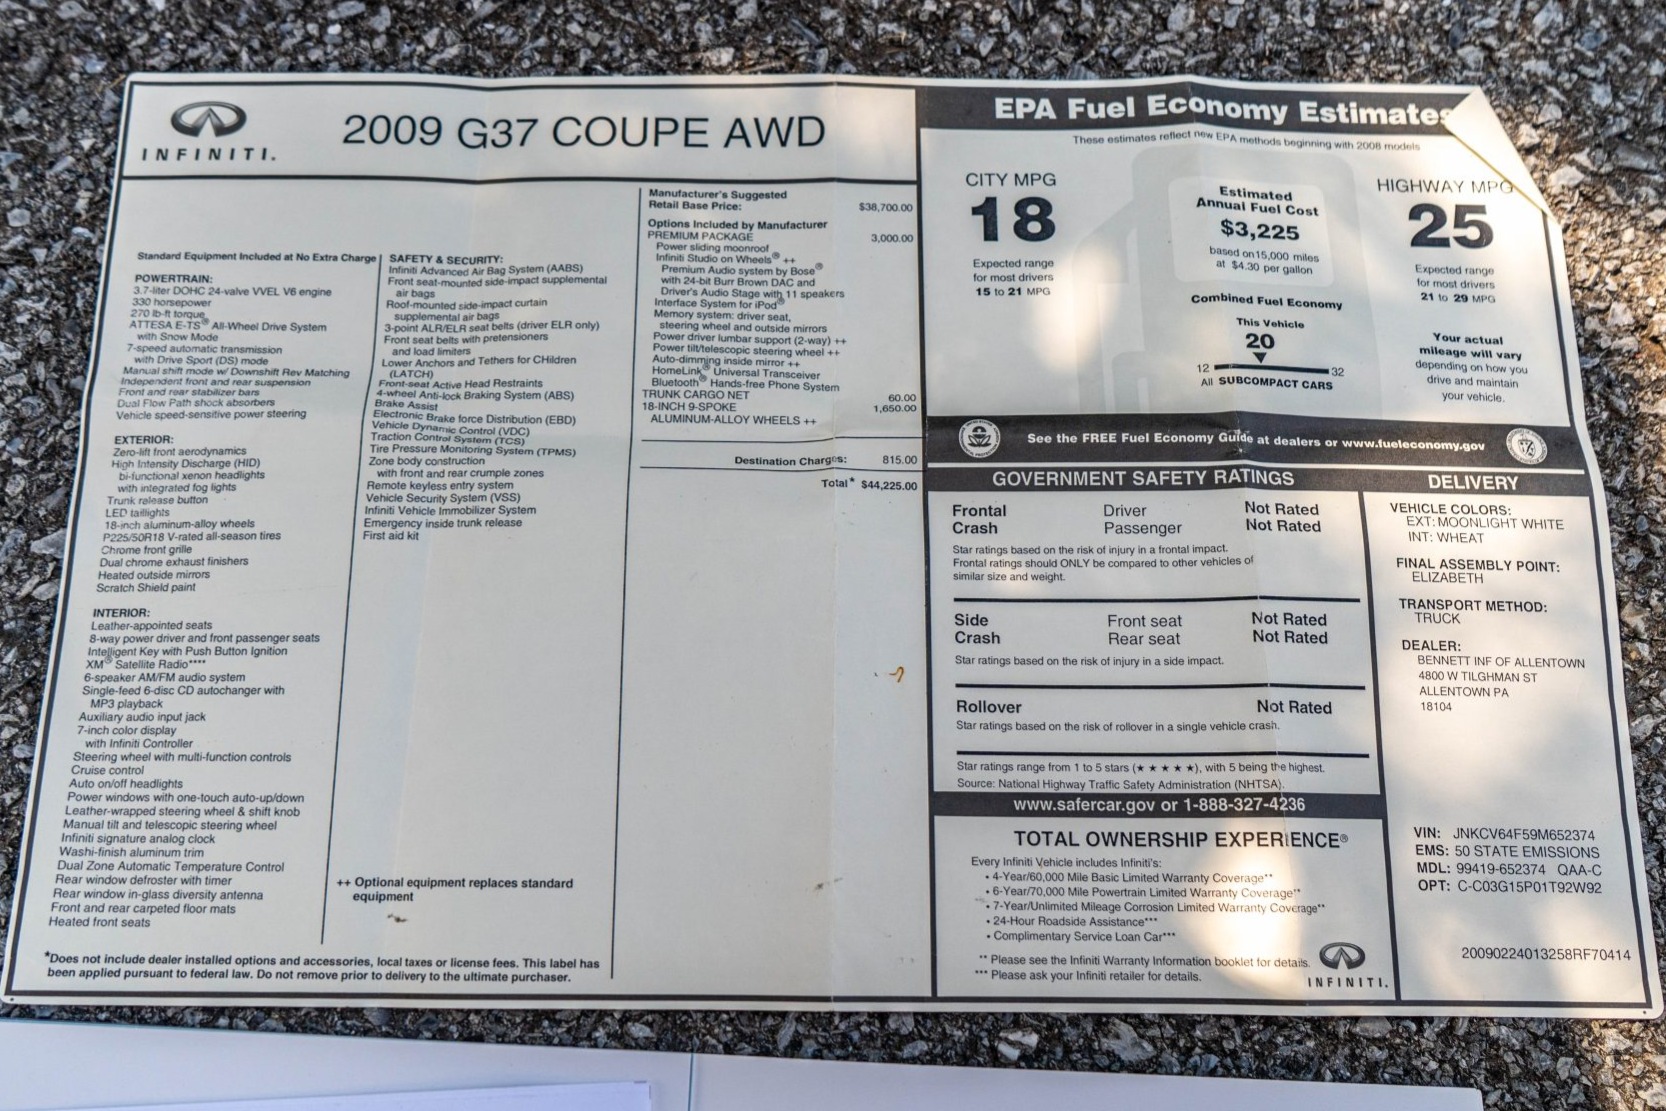 INFINITI.
2009 G37 COUPE AWD
Standard Equipment Included at No Extra Charge
POWERTRAIN:
3.7-liter DOHC 24-valve VVEL V6 engine
330 horsepower
270 lb-ft torque
ATTESA E-TS® All-Wheel Drive System
with Snow Mode
7-speed automatic transmission
with Drive Sport (DS) mode
Manual shift mode w/ Downshift Rev Matching
Independent front and rear suspension
Front and rear stabilizer bars
Dual Flow Path shock absorbers
Vehicle speed-sensitive power steering
EXTERIOR:
Zero-lift front aerodynamics
High Intensity Discharge (HID)
bi-functional xenon headlights
with integrated fog lights
Trunk release button
LED taillights
18-inch aluminum-alloy wheels
P225/50R18 V-rated all-season tires
Chrome front grille
Dual chrome exhaust finishers
Heated outside mirrors
Scratch Shield paint
INTERIOR:
Leather-appointed seats
8-way power driver and front passenger seats
Intelligent Key with Push Button Ignition
XM® Satellite Radio****
6-speaker AM/FM audio system
Single-feed 6-disc CD autochanger with
MP3 playback
Auxiliary audio input jack
7-inch color display
with Infiniti Controller
Steering wheel with multi-function controls
Cruise control
Auto on/off headlights
Power windows with one-touch auto-up/down
Leather-wrapped steering wheel & shift knob
Manual tilt and telescopic steering wheel
Infiniti signature analog clock
Washi-finish aluminum trim
Dual Zone Automatic Temperature Control
Rear window defroster with timer
Rear window in-glass diversity antenna
Front and rear carpeted floor mats
Heated front seats
SAFETY & SECURITY:
Infiniti Advanced Air Bag System (AABS)
Front seat-mounted side-impact supplemental
air bags
Roof-mounted side-impact curtain
supplemental air bags
3-point ALR/ELR seat belts (driver ELR only)
Front seat belts with pretensioners
and load limiters
Lower Anchors and Tethers for CHildren
(LATCH)
Front-seat Active Head Restraints
4-wheel Anti-lock Braking System (ABS)
Brake Assist
Electronic Brake force Distribution (EBD)
Vehicle Dynamic Control (VDC)
Traction Control System (TCS)
Tire Pressure Monitoring System (TPMS)
Zone body construction
with front and rear crumple zones
Remote keyless entry system
Vehicle Security System (VSS)
Infiniti Vehicle Immobilizer System
Emergency inside trunk release
First aid kit
++ Optional equipment replaces standard
equipment
*Does not include dealer installed options and accessories, local taxes or license fees. This label has
been applied pursuant to federal law. Do not remove prior to delivery to the ultimate purchaser.
Manufacturer's Suggested
Retail Base Price: $38,700.00
Options Included by Manufacturer
PREMIUM PACKAGE 3,000.00
Power sliding moonroof
Infiniti Studio on Wheels® ++
Premium Audio system by Bose®
with 24-bit Burr Brown DAC and
Driver's Audio Stage with 11 speakers
Interface System for iPod®
Memory system: driver seat,
steering wheel and outside mirrors
Power driver lumbar support (2-way) ++
Power tilt/telescopic steering wheel ++
Auto-dimming inside mirror ++
HomeLink® Universal Transceiver
Bluetooth® Hands-free Phone System
TRUNK CARGO NET 60.00
18-INCH 9-SPOKE 1,650.00
ALUMINUM-ALLOY WHEELS ++
Destination Charges: 815.00
Total* $44,225.00
EPA Fuel Economy Estimates
These estimates reflect new EPA methods beginning with 2008 models
CITY MPG
18
Expected range
for most drivers
15 to 21 MPG
Estimated
Annual Fuel Cost
$3,225
based on 15,000 miles
at $4.30 per gallon
Combined Fuel Economy
This Vehicle
20
12 32
All SUBCOMPACT CARS
HIGHWAY MPG
25
Expected range
for most drivers
21 to 29 MPG
Your actual
mileage will vary
depending on how you
drive and maintain
your vehicle.
See the FREE Fuel Economy Guide at dealers or www.fueleconomy.gov
GOVERNMENT SAFETY RATINGS
Frontal Driver Not Rated
Crash Passenger Not Rated
Star ratings based on the risk of injury in a frontal impact.
Frontal ratings should ONLY be compared to other vehicles of
similar size and weight.
Side Front seat Not Rated
Crash Rear seat Not Rated
Star ratings based on the risk of injury in a side impact.
Rollover Not Rated
Star ratings based on the risk of rollover in a single vehicle crash.
Star ratings range from 1 to 5 stars (★ ★ ★ ★ ★), with 5 being the highest.
Source: National Highway Traffic Safety Administration (NHTSA).
www.safercar.gov or 1-888-327-4236
TOTAL OWNERSHIP EXPERIENCE®
Every Infiniti Vehicle includes Infiniti's:
• 4-Year/60,000 Mile Basic Limited Warranty Coverage**
• 6-Year/70,000 Mile Powertrain Limited Warranty Coverage**
• 7-Year/Unlimited Mileage Corrosion Limited Warranty Coverage**
• 24-Hour Roadside Assistance***
• Complimentary Service Loan Car***
** Please see the Infiniti Warranty Information booklet for details.
*** Please ask your Infiniti retailer for details.
INFINITI.
DELIVERY
VEHICLE COLORS:
EXT: MOONLIGHT WHITE
INT: WHEAT
FINAL ASSEMBLY POINT:
ELIZABETH
TRANSPORT METHOD:
TRUCK
DEALER:
BENNETT INF OF ALLENTOWN
4800 W TILGHMAN ST
ALLENTOWN PA
18104
VIN: JNKCV64F59M652374
EMS: 50 STATE EMISSIONS
MDL: 99419-652374 QAA-C
OPT: C-C03G15P01T92W92
20090224013258RF70414